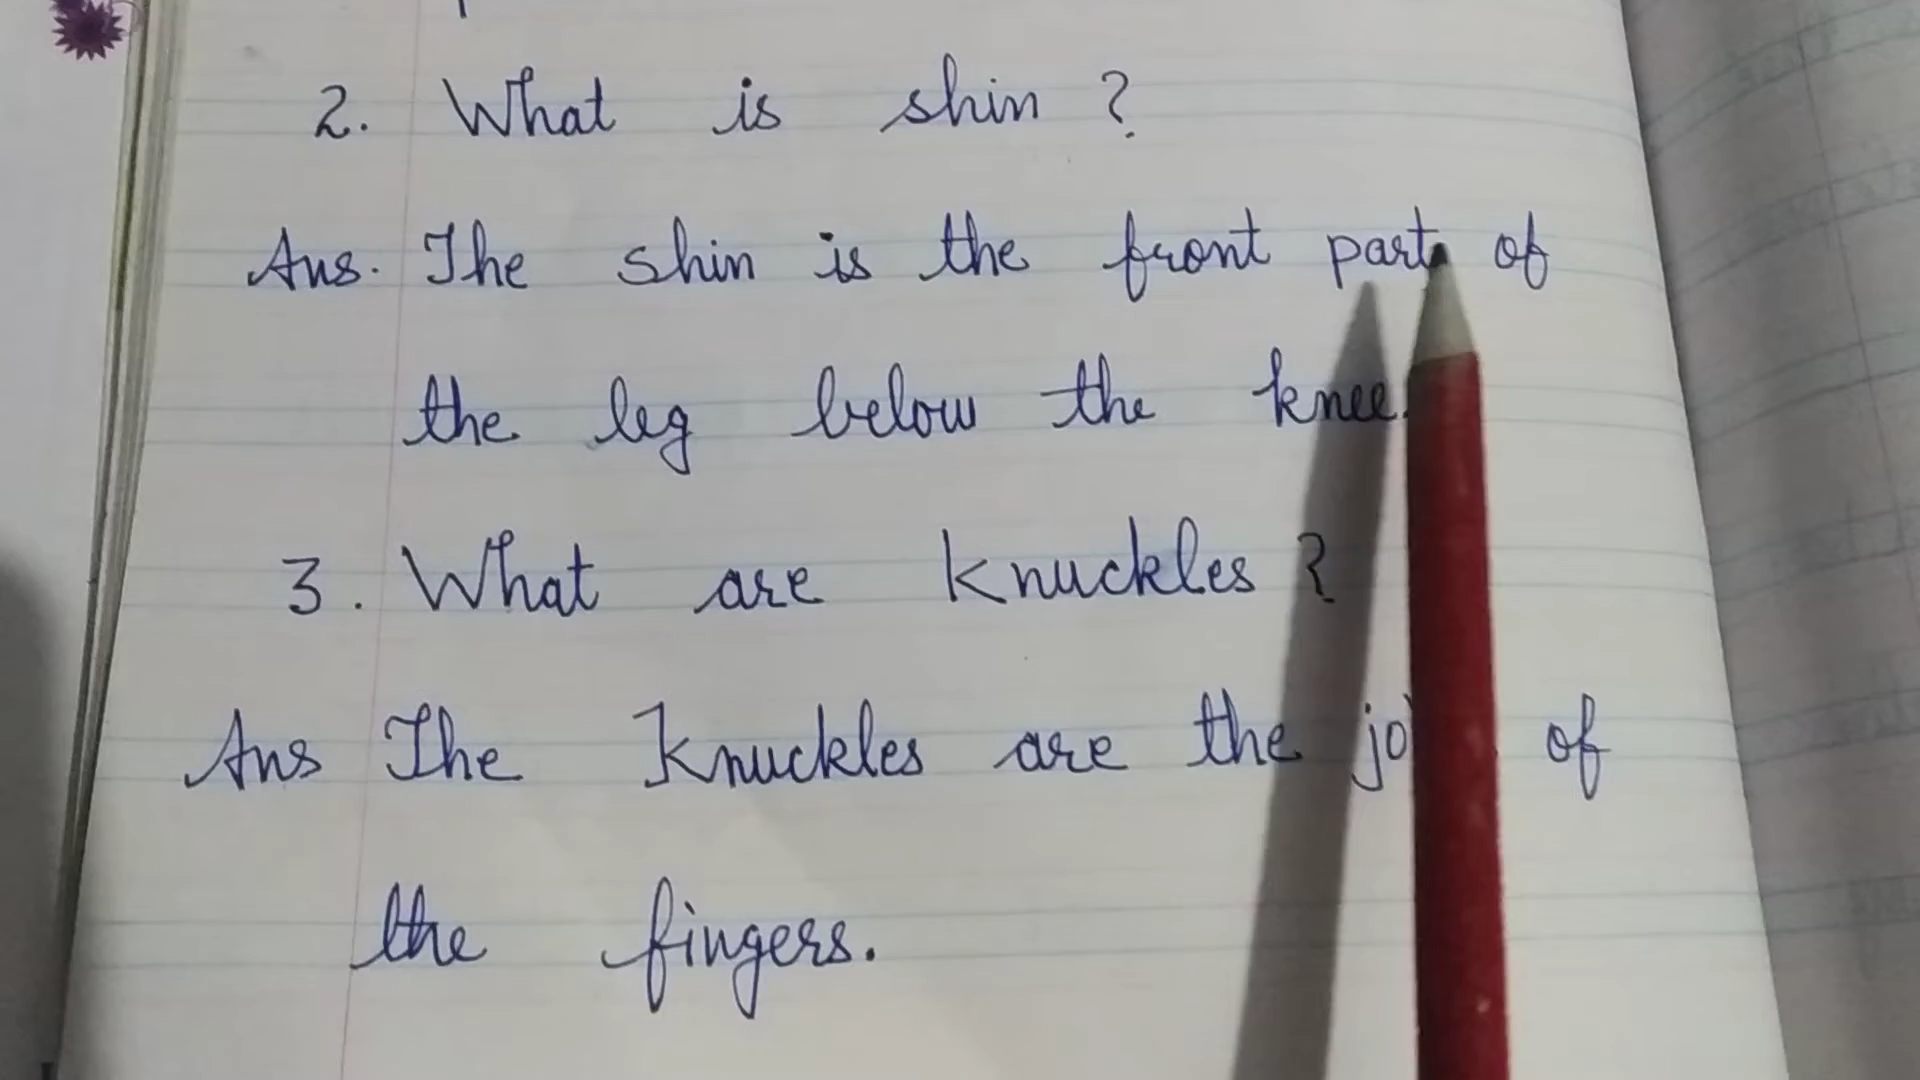 2. What is shin ?
Ans. The shin is the front part of
the leg below the knee.
3. What are knuckles ?
Ans The Knuckles are the of
the fingers.